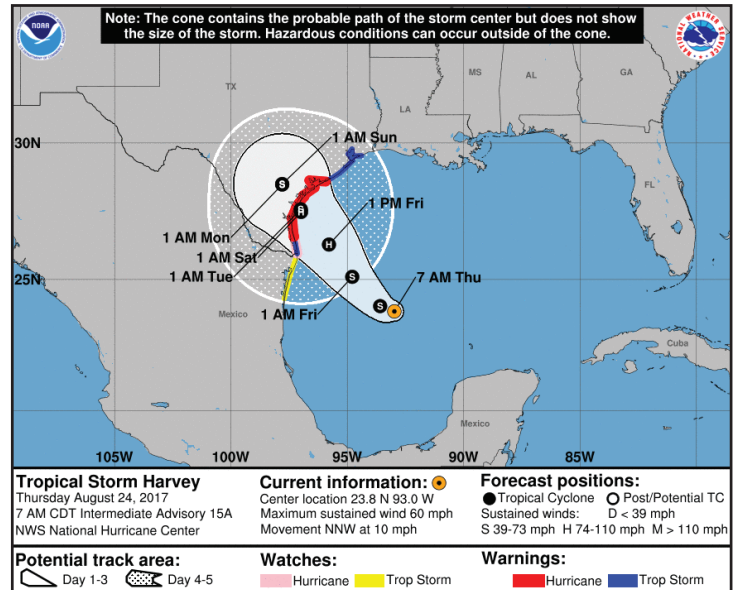 Note: The cone contains the probable path of the storm center but does not show
the size of the storm. Hazardous conditions can occur outside of the cone.
NOAA
NATIONAL WEATHER SERVICE
TX
MS
AL
GA
LA
30N
1 AM Sun
FL
1 PM Fri
1 AM Mon
1 AM Sat
1 AM Tue
7 AM Thu
25N
Mexico
1 AM Fri
Cuba
Mexico
S
H
S
S
105W
100W
95W
90W
85W
Tropical Storm Harvey
Thursday August 24, 2017
7 AM CDT Intermediate Advisory 15A
NWS National Hurricane Center
Current information:
Center location 23.8 N 93.0 W
Maximum sustained wind 60 mph
Movement NNW at 10 mph
Forecast positions:
Tropical Cyclone Post/Potential TC
Sustained winds: D < 39 mph
S 39-73 mph H 74-110 mph M > 110 mph
Potential track area:
Day 1-3 Day 4-5
Watches:
Hurricane Trop Storm
Warnings:
Hurricane Trop Storm